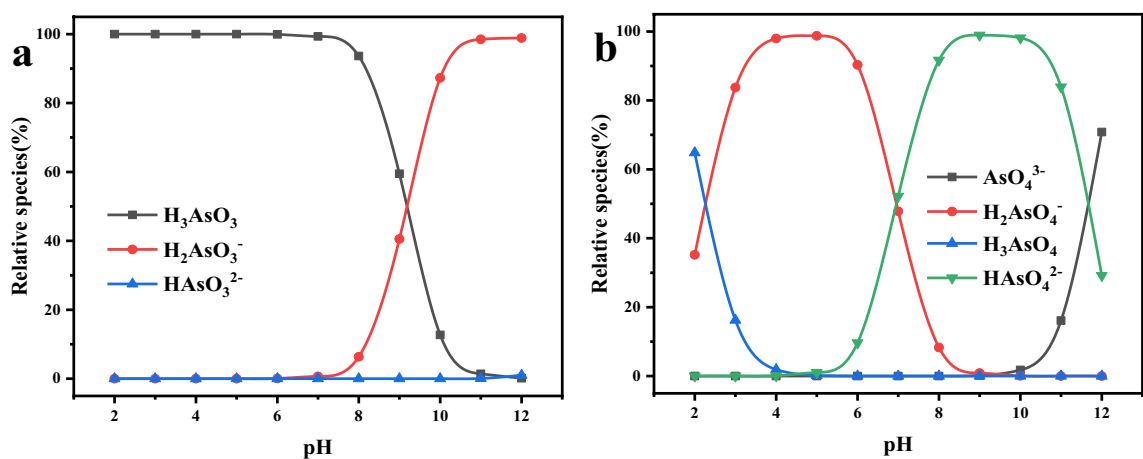 a
Relative species(%)
100
80
60
40
20
0
H₃AsO₃
H₂AsO₃⁻
HAsO₃²⁻
2 4 6 8 10 12
pH
b
Relative species(%)
100
80
60
40
20
0
AsO₄³⁻
H₂AsO₄⁻
H₃AsO₄
HAsO₄²⁻
2 4 6 8 10 12
pH